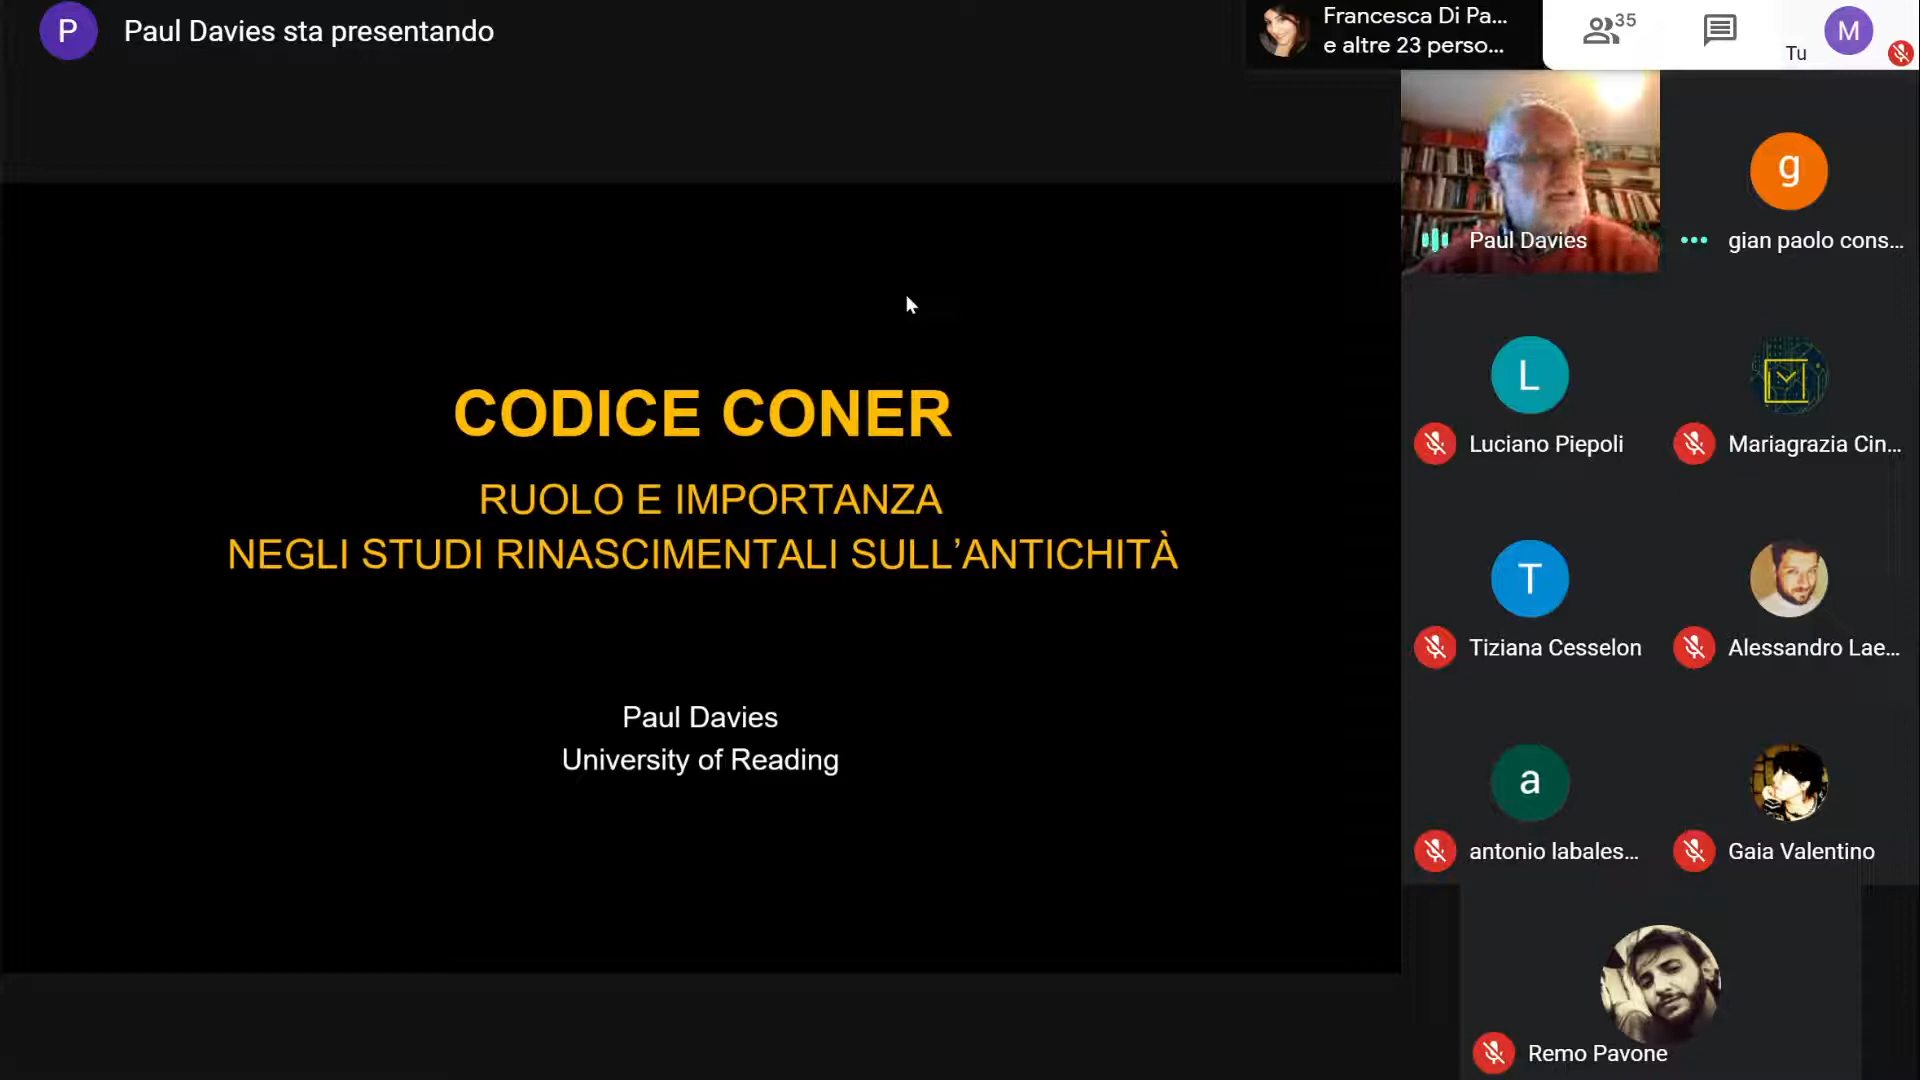 P
Paul Davies sta presentando
Francesca Di Pa...
e altre 23 perso...
35
Tu
M
CODICE CONER
RUOLO E IMPORTANZA
NEGLI STUDI RINASCIMENTALI SULL’ANTICHITÀ
Paul Davies
University of Reading
Paul Davies
g
gian paolo cons...
L
Luciano Piepoli
Mariagrazia Cin...
T
Tiziana Cesselon
Alessandro Lae...
a
antonio labales...
Gaia Valentino
Remo Pavone